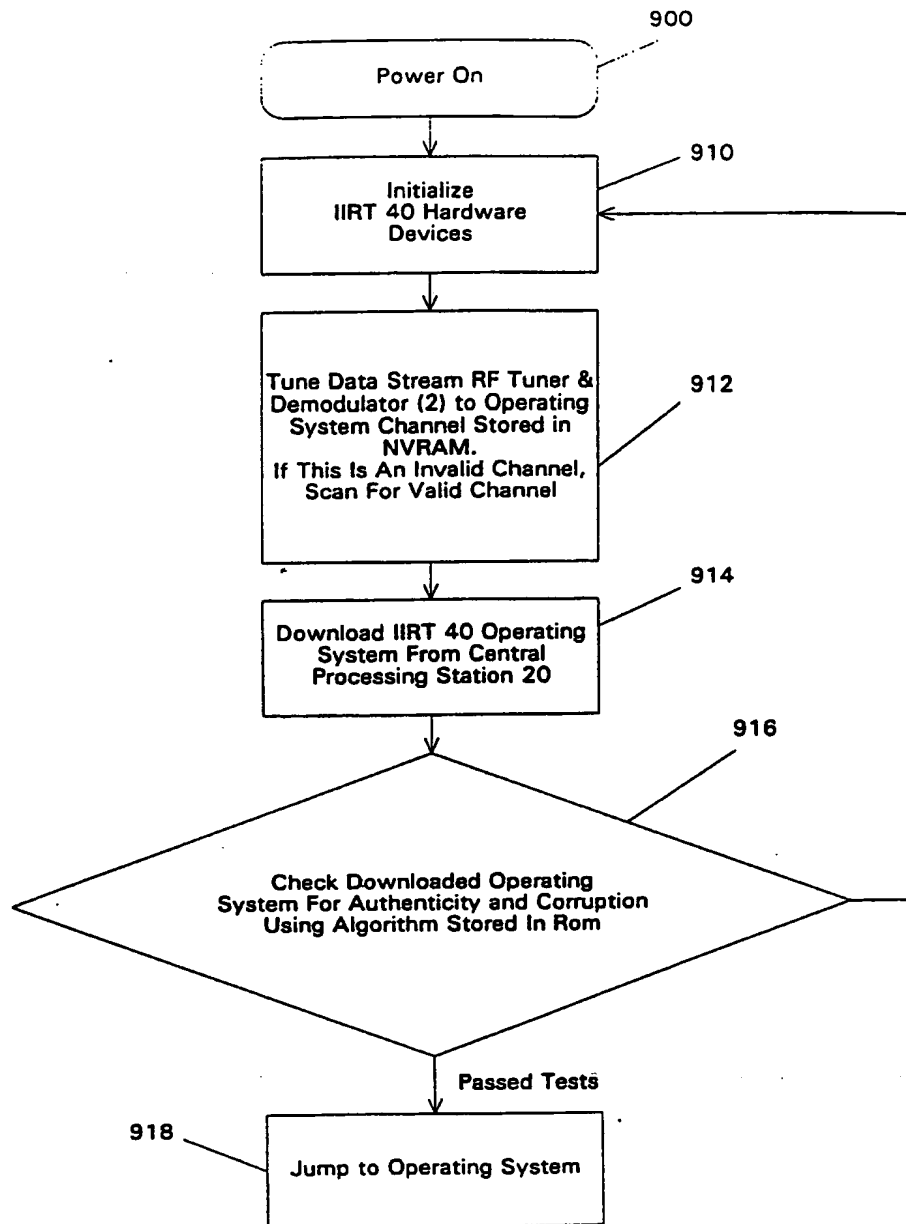 900
Power On
910
Initialize
IIRT 40 Hardware
Devices
Tune Data Stream RF Tuner &
Demodulator (2) to Operating
System Channel Stored in
NVRAM.
If This Is An Invalid Channel,
Scan For Valid Channel
912
914
Download IIRT 40 Operating
System From Central
Processing Station 20
916
Check Downloaded Operating
System For Authenticity and Corruption
Using Algorithm Stored In Rom
Passed Tests
918
Jump to Operating System